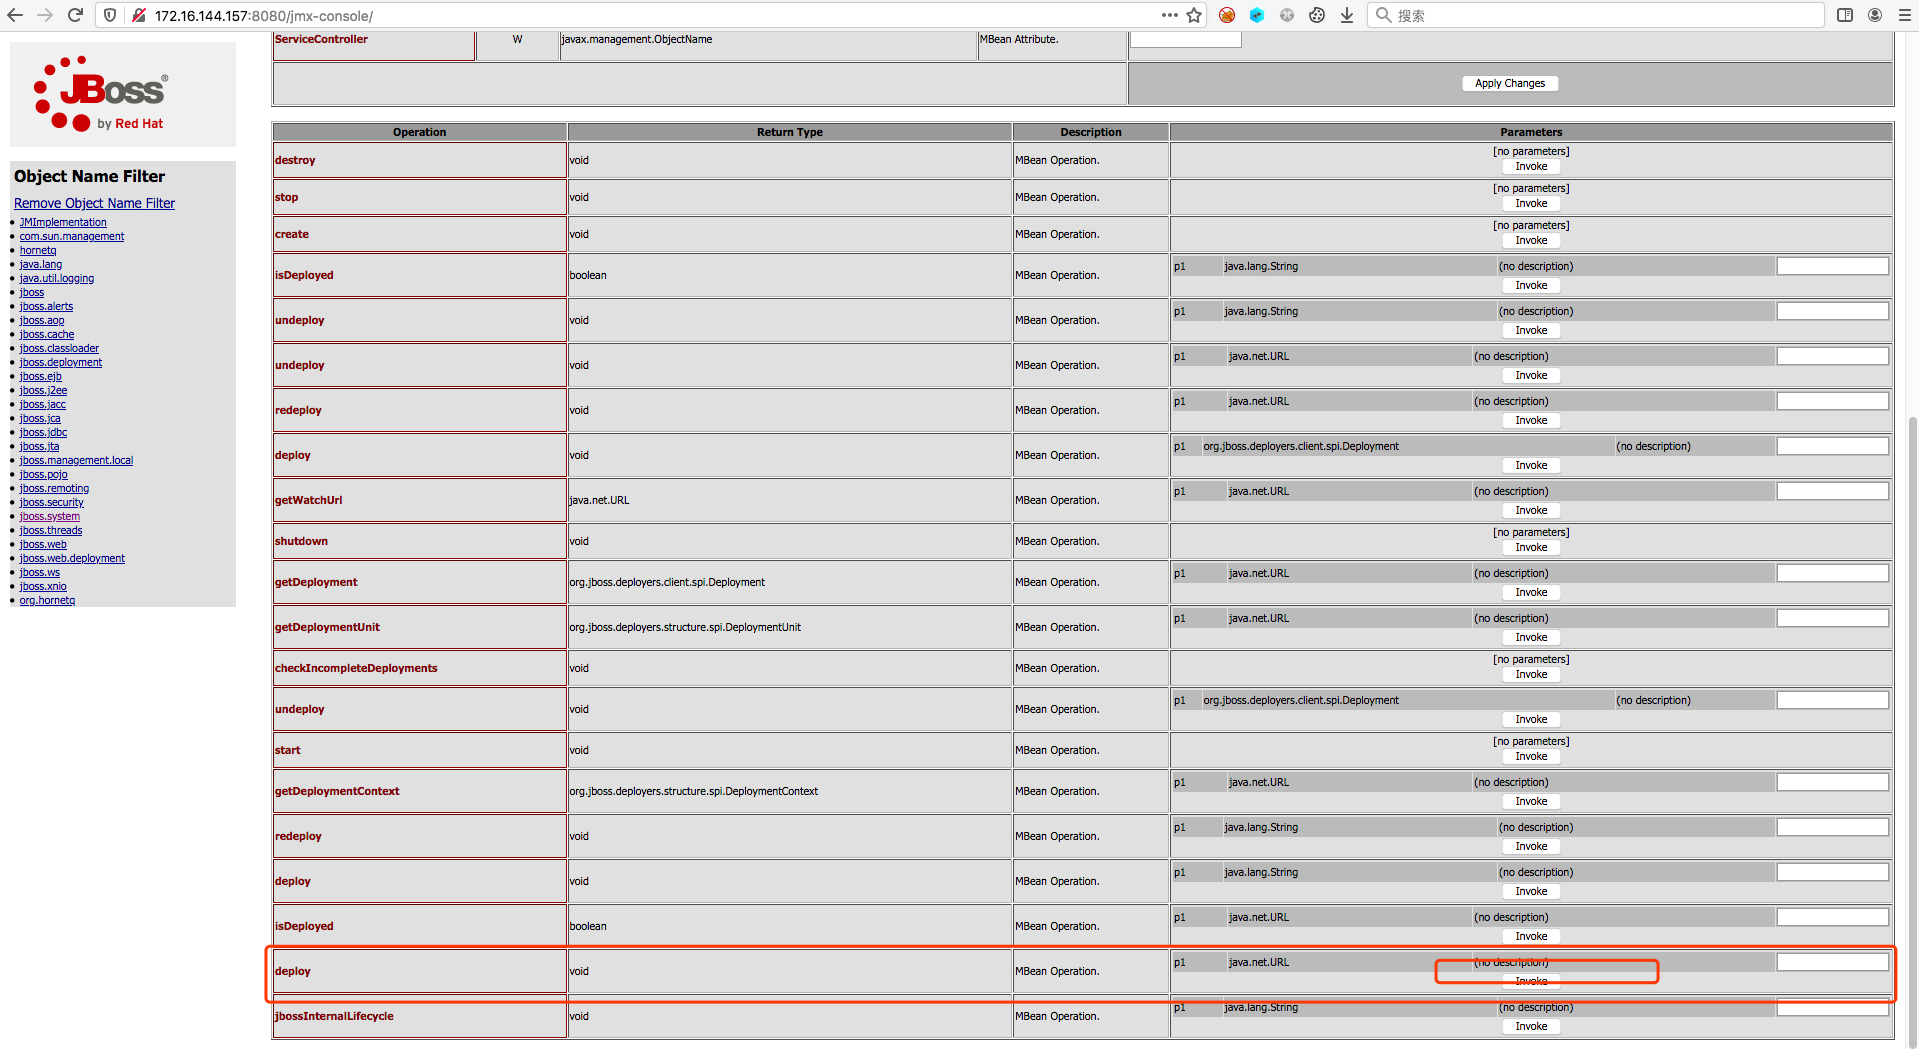 172.16.144.157:8080/jmx-console/
搜索
JBoss®
by Red Hat
Object Name Filter
Remove Object Name Filter
JMImplementation
com.sun.management
hornetq
java.lang
java.util.logging
jboss
jboss.alerts
jboss.aop
jboss.cache
jboss.classloader
jboss.deployment
jboss.ejb
jboss.j2ee
jboss.jacc
jboss.jca
jboss.jdbc
jboss.jta
jboss.management.local
jboss.pojo
jboss.remoting
jboss.security
jboss.system
jboss.threads
jboss.web
jboss.web.deployment
jboss.ws
jboss.xnio
org.hornetq
ServiceController W javax.management.ObjectName MBean Attribute.
Apply Changes
Operation Return Type Description Parameters
destroy void MBean Operation. [no parameters]
Invoke
stop void MBean Operation. [no parameters]
Invoke
create void MBean Operation. [no parameters]
Invoke
isDeployed boolean MBean Operation. p1 java.lang.String (no description)
Invoke
undeploy void MBean Operation. p1 java.lang.String (no description)
Invoke
undeploy void MBean Operation. p1 java.net.URL (no description)
Invoke
redeploy void MBean Operation. p1 java.net.URL (no description)
Invoke
deploy void MBean Operation. p1 org.jboss.deployers.client.spi.Deployment (no description)
Invoke
getWatchUrl java.net.URL MBean Operation. p1 java.net.URL (no description)
Invoke
shutdown void MBean Operation. [no parameters]
Invoke
getDeployment org.jboss.deployers.client.spi.Deployment MBean Operation. p1 java.net.URL (no description)
Invoke
getDeploymentUnit org.jboss.deployers.structure.spi.DeploymentUnit MBean Operation. p1 java.net.URL (no description)
Invoke
checkIncompleteDeployments void MBean Operation. [no parameters]
Invoke
undeploy void MBean Operation. p1 org.jboss.deployers.client.spi.Deployment (no description)
Invoke
start void MBean Operation. [no parameters]
Invoke
getDeploymentContext org.jboss.deployers.structure.spi.DeploymentContext MBean Operation. p1 java.net.URL (no description)
Invoke
redeploy void MBean Operation. p1 java.lang.String (no description)
Invoke
deploy void MBean Operation. p1 java.lang.String (no description)
Invoke
isDeployed boolean MBean Operation. p1 java.net.URL (no description)
Invoke
deploy void MBean Operation. p1 java.net.URL (no description)
Invoke
jbossInternalLifecycle void MBean Operation. p1 java.lang.String (no description)
Invoke